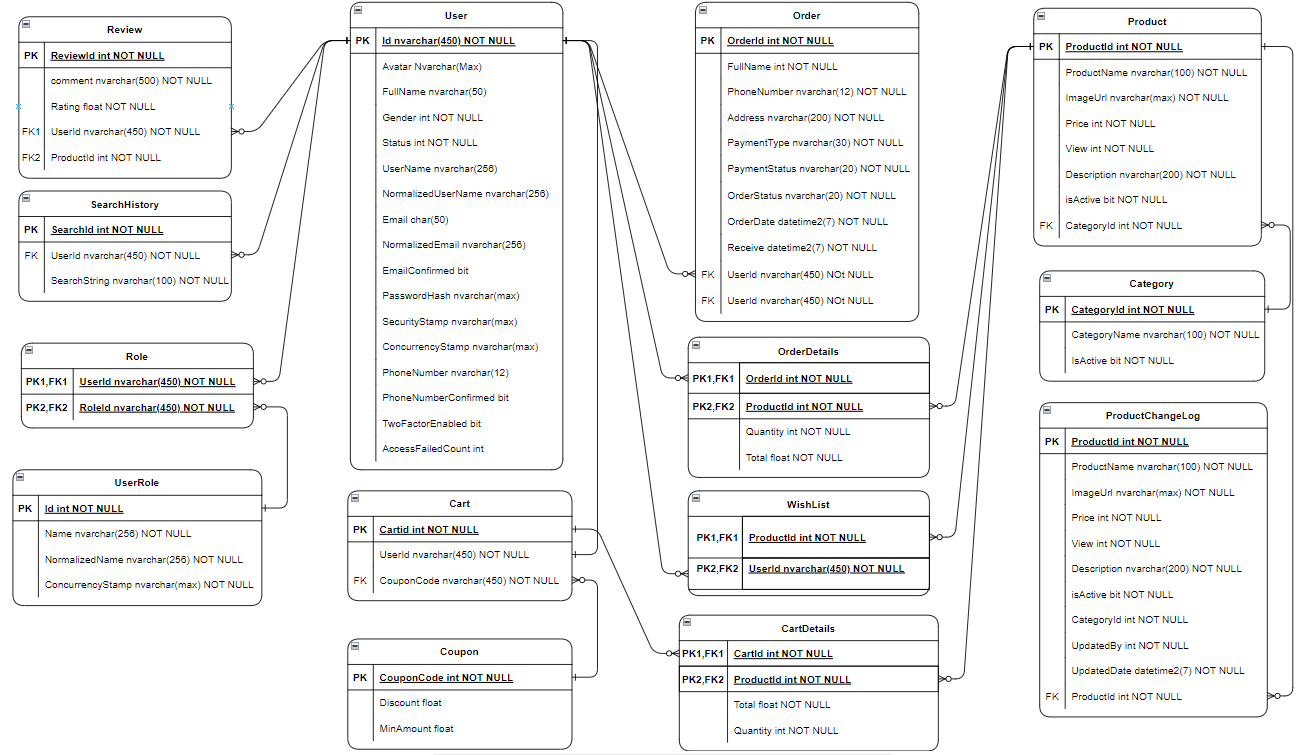 Review
PK ReviewId int NOT NULL
comment nvarchar(500) NOT NULL
Rating float NOT NULL
FK1 UserId nvarchar(450) NOT NULL
FK2 ProductId int NOT NULL
SearchHistory
PK SearchId int NOT NULL
FK UserId nvarchar(450) NOT NULL
SearchString nvarchar(100) NOT NULL
Role
PK1,FK1 UserId nvarchar(450) NOT NULL
PK2,FK2 RoleId nvarchar(450) NOT NULL
UserRole
PK Id int NOT NULL
Name nvarchar(256) NOT NULL
NormalizedName nvarchar(256) NOT NULL
ConcurrencyStamp nvarchar(max) NOT NULL
User
PK Id nvarchar(450) NOT NULL
Avatar Nvarchar(Max)
FullName nvarchar(50)
Gender int NOT NULL
Status int NOT NULL
UserName nvarchar(256)
NormalizedUserName nvarchar(256)
Email char(50)
NormalizedEmail nvarchar(256)
EmailConfirmed bit
PasswordHash nvarchar(max)
SecurityStamp nvarchar(max)
ConcurrencyStamp nvarchar(max)
PhoneNumber nvarchar(12)
PhoneNumberConfirmed bit
TwoFactorEnabled bit
AccessFailedCount int
Cart
PK Cartid int NOT NULL
UserId nvarchar(450) NOT NULL
FK CouponCode nvarchar(450) NOT NULL
Coupon
PK CouponCode int NOT NULL
Discount float
MinAmount float
Order
PK OrderId int NOT NULL
FullName int NOT NULL
PhoneNumber nvarchar(12) NOT NULL
Address nvarchar(200) NOT NULL
PaymentType nvarchar(30) NOT NULL
PaymentStatus nvarchar(20) NOT NULL
OrderStatus nvarchar(20) NOT NULL
OrderDate datetime2(7) NOT NULL
Receive datetime2(7) NOT NULL
FK UserId nvarchar(450) NOt NULL
FK UserId nvarchar(450) NOt NULL
OrderDetails
PK1,FK1 OrderId int NOT NULL
PK2,FK2 ProductId int NOT NULL
Quantity int NOT NULL
Total float NOT NULL
WishList
PK1,FK1 ProductId int NOT NULL
PK2,FK2 UserId nvarchar(450) NOT NULL
CartDetails
PK1,FK1 CartId int NOT NULL
PK2,FK2 ProductId int NOT NULL
Total float NOT NULL
Quantity int NOT NULL
Product
PK ProductId int NOT NULL
ProductName nvarchar(100) NOT NULL
ImageUrl nvarchar(max) NOT NULL
Price int NOT NULL
View int NOT NULL
Description nvarchar(200) NOT NULL
isActive bit NOT NULL
FK CategoryId int NOT NULL
Category
PK CategoryId int NOT NULL
CategoryName nvarchar(100) NOT NULL
IsActive bit NOT NULL
ProductChangeLog
PK ProductId int NOT NULL
ProductName nvarchar(100) NOT NULL
ImageUrl nvarchar(max) NOT NULL
Price int NOT NULL
View int NOT NULL
Description nvarchar(200) NOT NULL
isActive bit NOT NULL
CategoryId int NOT NULL
UpdatedBy int NOT NULL
UpdatedDate datetime2(7) NOT NULL
FK ProductId int NOT NULL